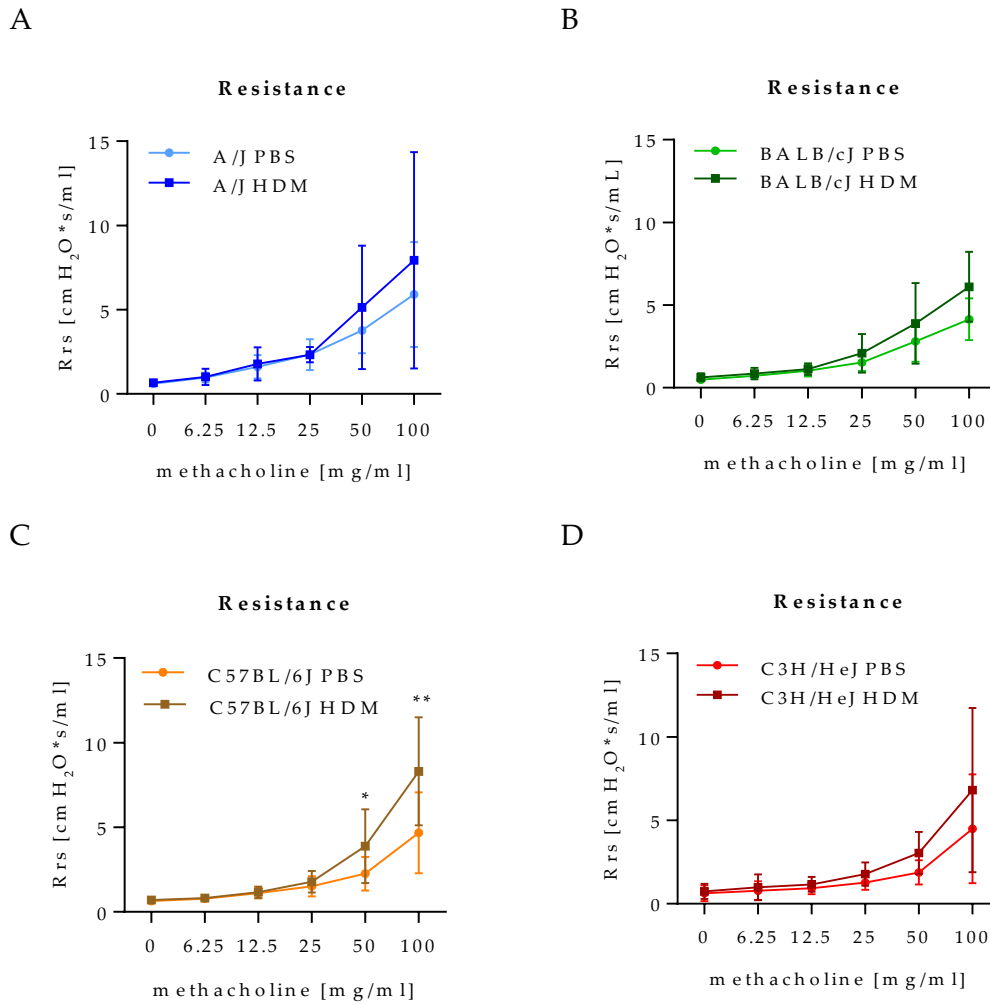 A
Resistance
A/J PBS
A/J HDM
15
10
5
0
Rrs [cm H₂O*s/ml]
0 6.25 12.5 25 50 100
methacholine [mg/ml]
B
Resistance
BALB/cJ PBS
BALB/cJ HDM
15
10
5
0
Rrs [cm H₂O*s/mL]
0 6.25 12.5 25 50 100
methacholine [mg/ml]
C
Resistance
C57BL/6J PBS
C57BL/6J HDM
15
10
5
0
Rrs [cm H₂O*s/ml]
*
**
0 6.25 12.5 25 50 100
methacholine [mg/ml]
D
Resistance
C3H/HeJ PBS
C3H/HeJ HDM
15
10
5
0
Rrs [cm H₂O*s/ml]
0 6.25 12.5 25 50 100
methacholine [mg/ml]